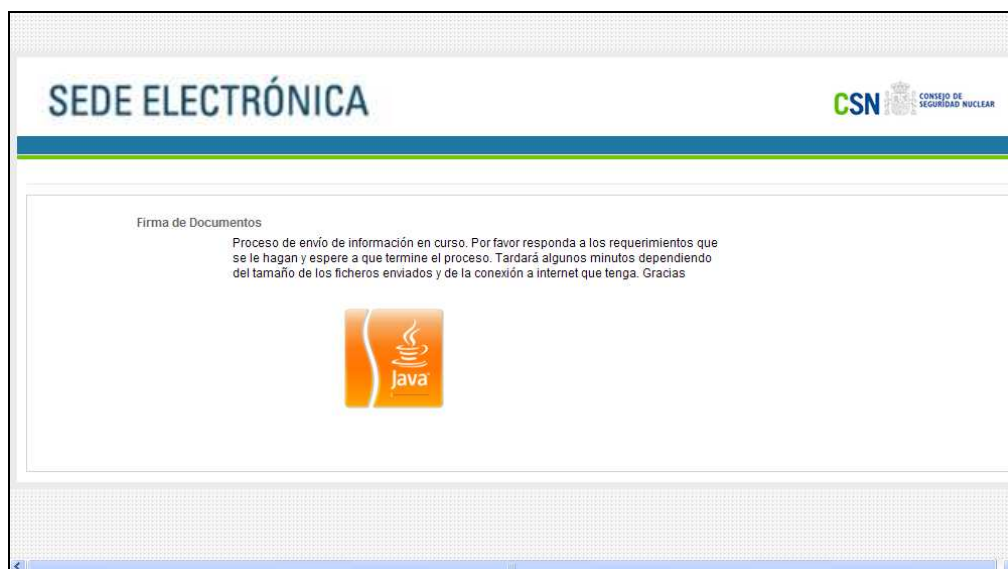 SEDE ELECTRÓNICA
CSN
CONSEJO DE
SEGURIDAD NUCLEAR
Firma de Documentos
Proceso de envío de información en curso. Por favor responda a los requerimientos que
se le hagan y espere a que termine el proceso. Tardará algunos minutos dependiendo
del tamaño de los ficheros enviados y de la conexión a internet que tenga. Gracias
Java